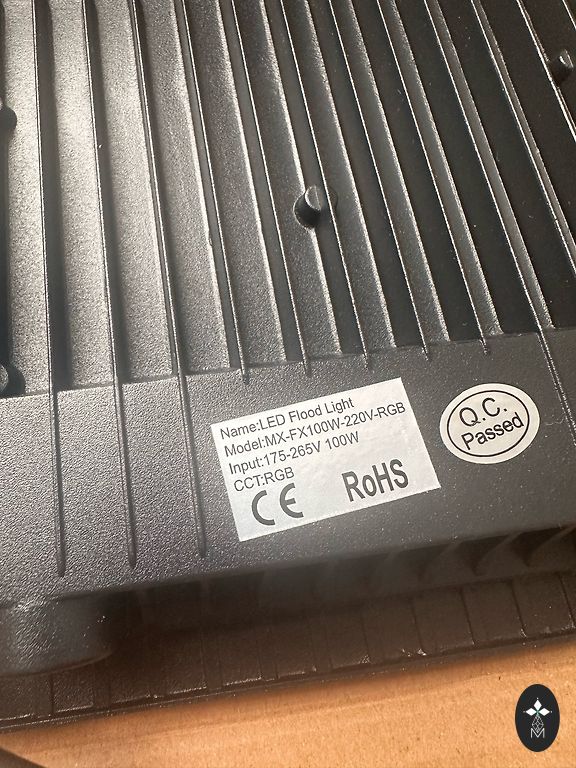 Name:LED Flood Light
Model:MX-FX100W-220V-RGB
Input:175-265V 100W
CCT:RGB
CE RoHS
Q.C.
Passed
M